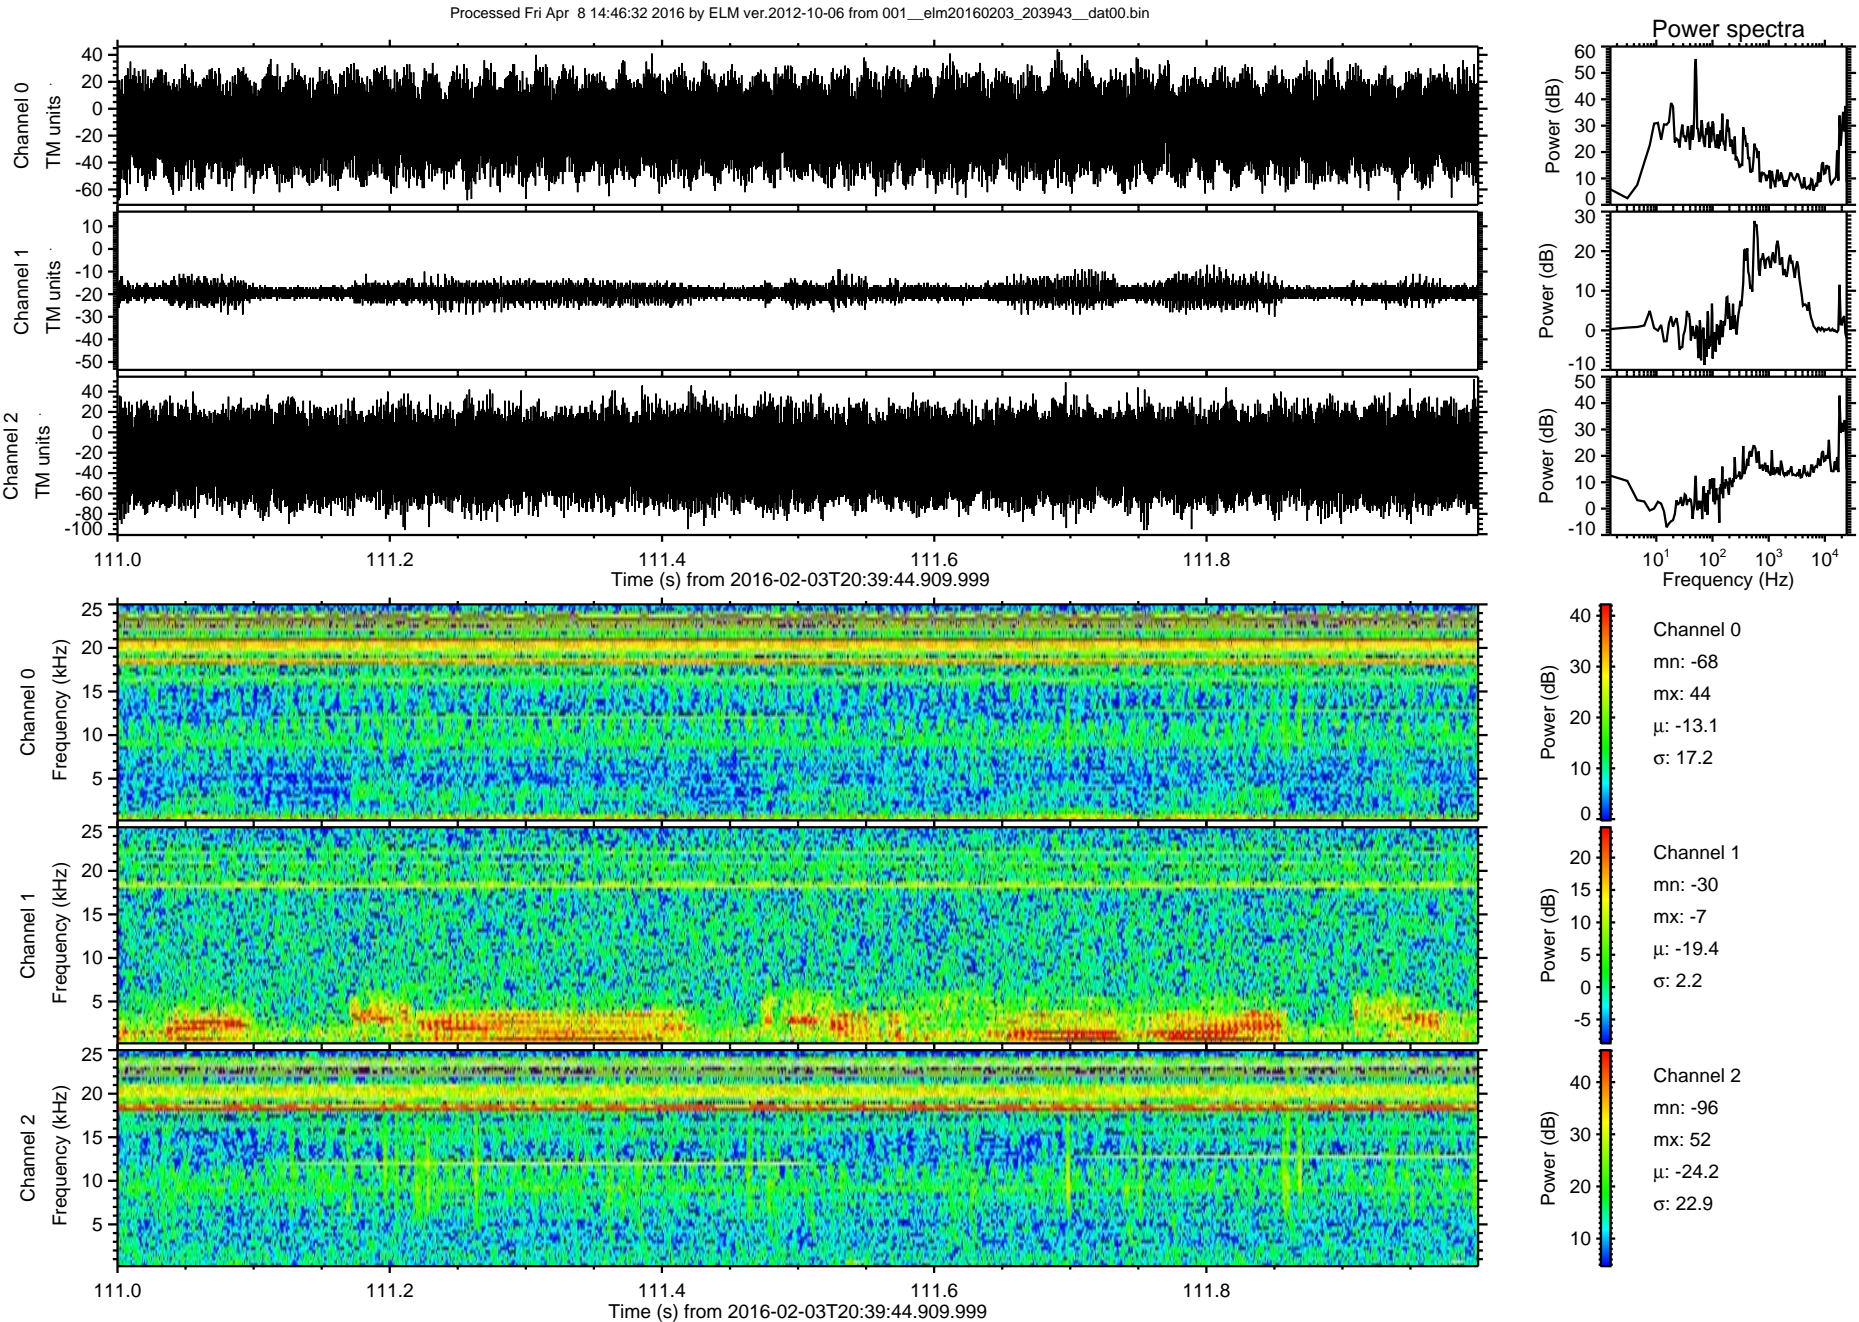 Processed Fri Apr 8 14:46:32 2016 by ELM ver.2012-10-06 from 001__elm20160203_203943__dat00.bin
Power spectra
Channel 0
TM units
40
20
0
-20
-40
-60
Power (dB)
60
50
40
30
20
10
0
Channel 1
TM units
10
0
-10
-20
-30
-40
-50
Power (dB)
30
20
10
0
-10
Channel 2
TM units
40
20
0
-20
-40
-60
-80
-100
Power (dB)
50
40
30
20
10
0
-10
111.0 111.2 111.4 111.6 111.8
Time (s) from 2016-02-03T20:39:44.909.999
10¹ 10² 10³ 10⁴
Frequency (Hz)
Channel 0
Frequency (kHz)
25
20
15
10
5
Power (dB)
40
30
20
10
0
Channel 0
mn: -68
mx: 44
μ: -13.1
σ: 17.2
Channel 1
Frequency (kHz)
25
20
15
10
5
Power (dB)
20
15
10
5
0
-5
Channel 1
mn: -30
mx: -7
μ: -19.4
σ: 2.2
Channel 2
Frequency (kHz)
25
20
15
10
5
Power (dB)
40
30
20
10
Channel 2
mn: -96
mx: 52
μ: -24.2
σ: 22.9
111.0 111.2 111.4 111.6 111.8
Time (s) from 2016-02-03T20:39:44.909.999